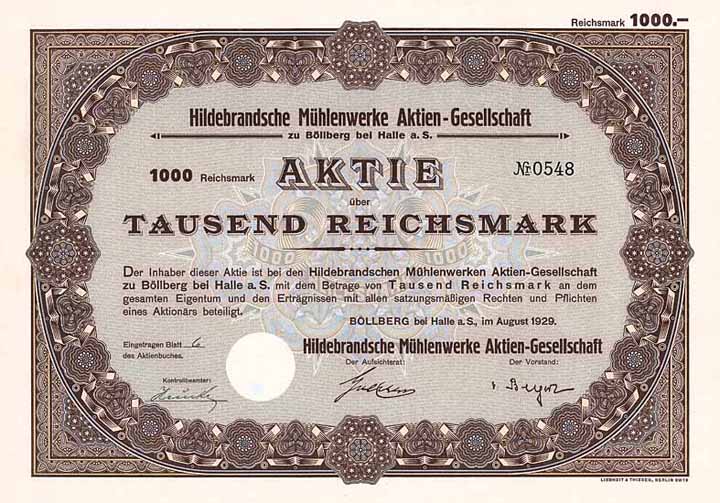 Reichsmark 1000.—
Hildebrandsche Mühlenwerke Aktien-Gesellschaft
zu Böllberg bei Halle a. S.
1000 Reichsmark AKTIE № 0548
über
TAUSEND REICHSMARK
1000 1000
Der Inhaber dieser Aktie ist bei den Hildebrandschen Mühlenwerken Aktien-Gesellschaft
zu Böllberg bei Halle a. S. mit dem Betrage von Tausend Reichsmark an dem
gesamten Eigentum und den Erträgnissen mit allen satzungsmäßigen Rechten und Pflichten
eines Aktionärs beteiligt.
BÖLLBERG bei Halle a. S., im August 1929.
Eingetragen Blatt 6
des Aktienbuches.
Hildebrandsche Mühlenwerke Aktien-Gesellschaft
Der Aufsichtsrat: Der Vorstand:
Kontrollbeamter:
LIEBHEIT & THIESEN, BERLIN